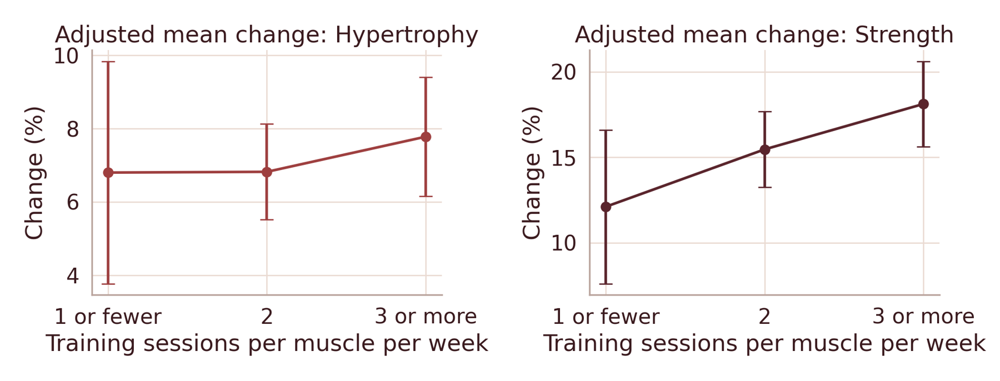 Adjusted mean change: Hypertrophy
Change (%)
10
8
6
4
1 or fewer 2 3 or more
Training sessions per muscle per week
Adjusted mean change: Strength
Change (%)
20
15
10
1 or fewer 2 3 or more
Training sessions per muscle per week